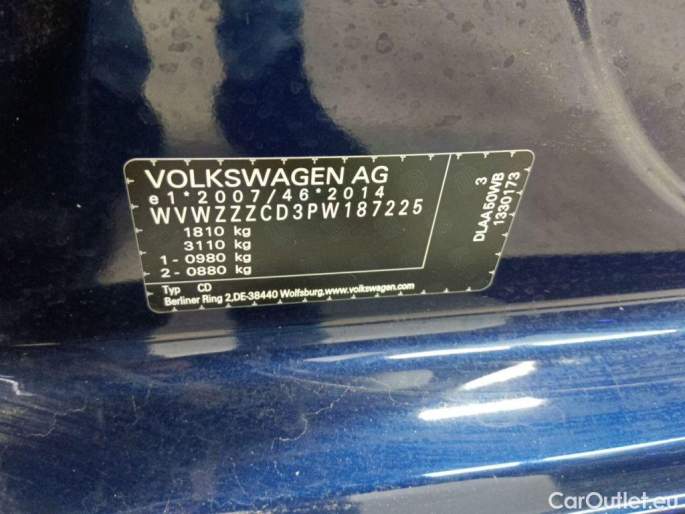 VOLKSWAGEN AG
e1*2007/46*2014
WVWZZZCD3PW187225
1810 kg
3110 kg
1 - 0980 kg
2 - 0880 kg
Typ CD
Berliner Ring 2,DE-38440 Wolfsburg,www.volkswagen.com
3
DLAA50WB
1330173
CarOutlet.eu